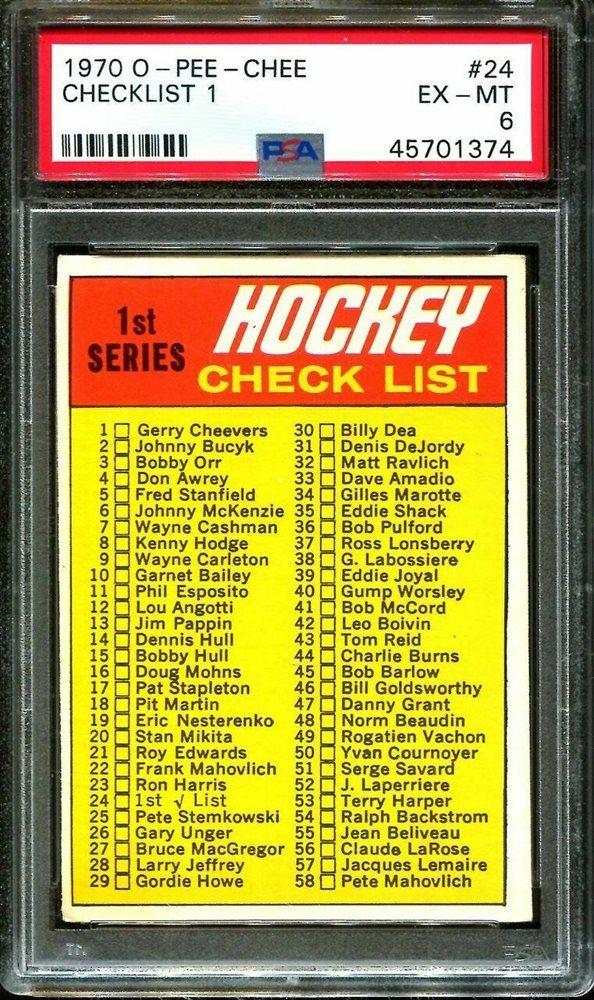 1970 O-PEE-CHEE #24
CHECKLIST 1 EX-MT
6
PSA 45701374
1st
SERIES
HOCKEY
CHECK LIST
1 Gerry Cheevers
2 Johnny Bucyk
3 Bobby Orr
4 Don Awrey
5 Fred Stanfield
6 Johnny McKenzie
7 Wayne Cashman
8 Kenny Hodge
9 Wayne Carleton
10 Garnet Bailey
11 Phil Esposito
12 Lou Angotti
13 Jim Pappin
14 Dennis Hull
15 Bobby Hull
16 Doug Mohns
17 Pat Stapleton
18 Pit Martin
19 Eric Nesterenko
20 Stan Mikita
21 Roy Edwards
22 Frank Mahovlich
23 Ron Harris
24 1st √ List
25 Pete Stemkowski
26 Gary Unger
27 Bruce MacGregor
28 Larry Jeffrey
29 Gordie Howe
30 Billy Dea
31 Denis DeJordy
32 Matt Ravlich
33 Dave Amadio
34 Gilles Marotte
35 Eddie Shack
36 Bob Pulford
37 Ross Lonsberry
38 G. Labossiere
39 Eddie Joyal
40 Gump Worsley
41 Bob McCord
42 Leo Boivin
43 Tom Reid
44 Charlie Burns
45 Bob Barlow
46 Bill Goldsworthy
47 Danny Grant
48 Norm Beaudin
49 Rogatien Vachon
50 Yvan Cournoyer
51 Serge Savard
52 J. Laperriere
53 Terry Harper
54 Ralph Backstrom
55 Jean Beliveau
56 Claude LaRose
57 Jacques Lemaire
58 Pete Mahovlich